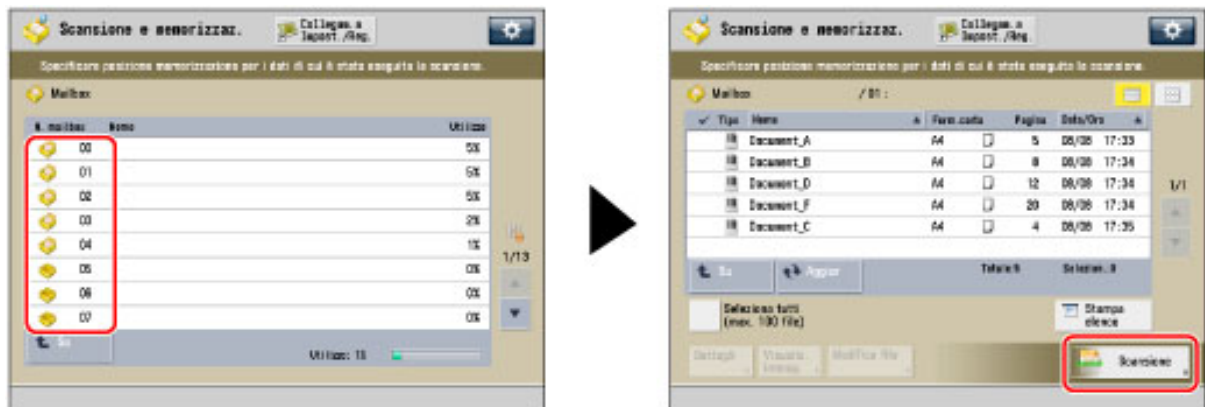 Scansione e memorizzaz.
Collegam.a
Impost./Reg.
Specificare posizione memorizzazione per i dati di cui è stata eseguita la scansione.
Mailbox
N. mailbox Nome Utilizzo
00 5%
01 5%
02 5%
03 2%
04 1%
05 0%
06 0%
07 0%
1/13
Su
Utilizzo: 1%
Scansione e memorizzaz.
Collegam.a
Impost./Reg.
Specificare posizione memorizzazione per i dati di cui è stata eseguita la scansione.
Mailbox /01:
Tipo Nome Form.carta Pagine Data/Ora
Document_A A4 5 08/08 17:33
Document_B A4 8 08/08 17:34
Document_D A4 12 08/08 17:34
Document_F A4 20 08/08 17:34
Document_C A4 4 08/08 17:35
1/1
Su
Aggior
Totale:5
Selezion.:0
Seleziona tutti
(max. 100 file)
Stampa
elenco
Dettagli
Visualiz.
immag.
Modifica file
Scansione